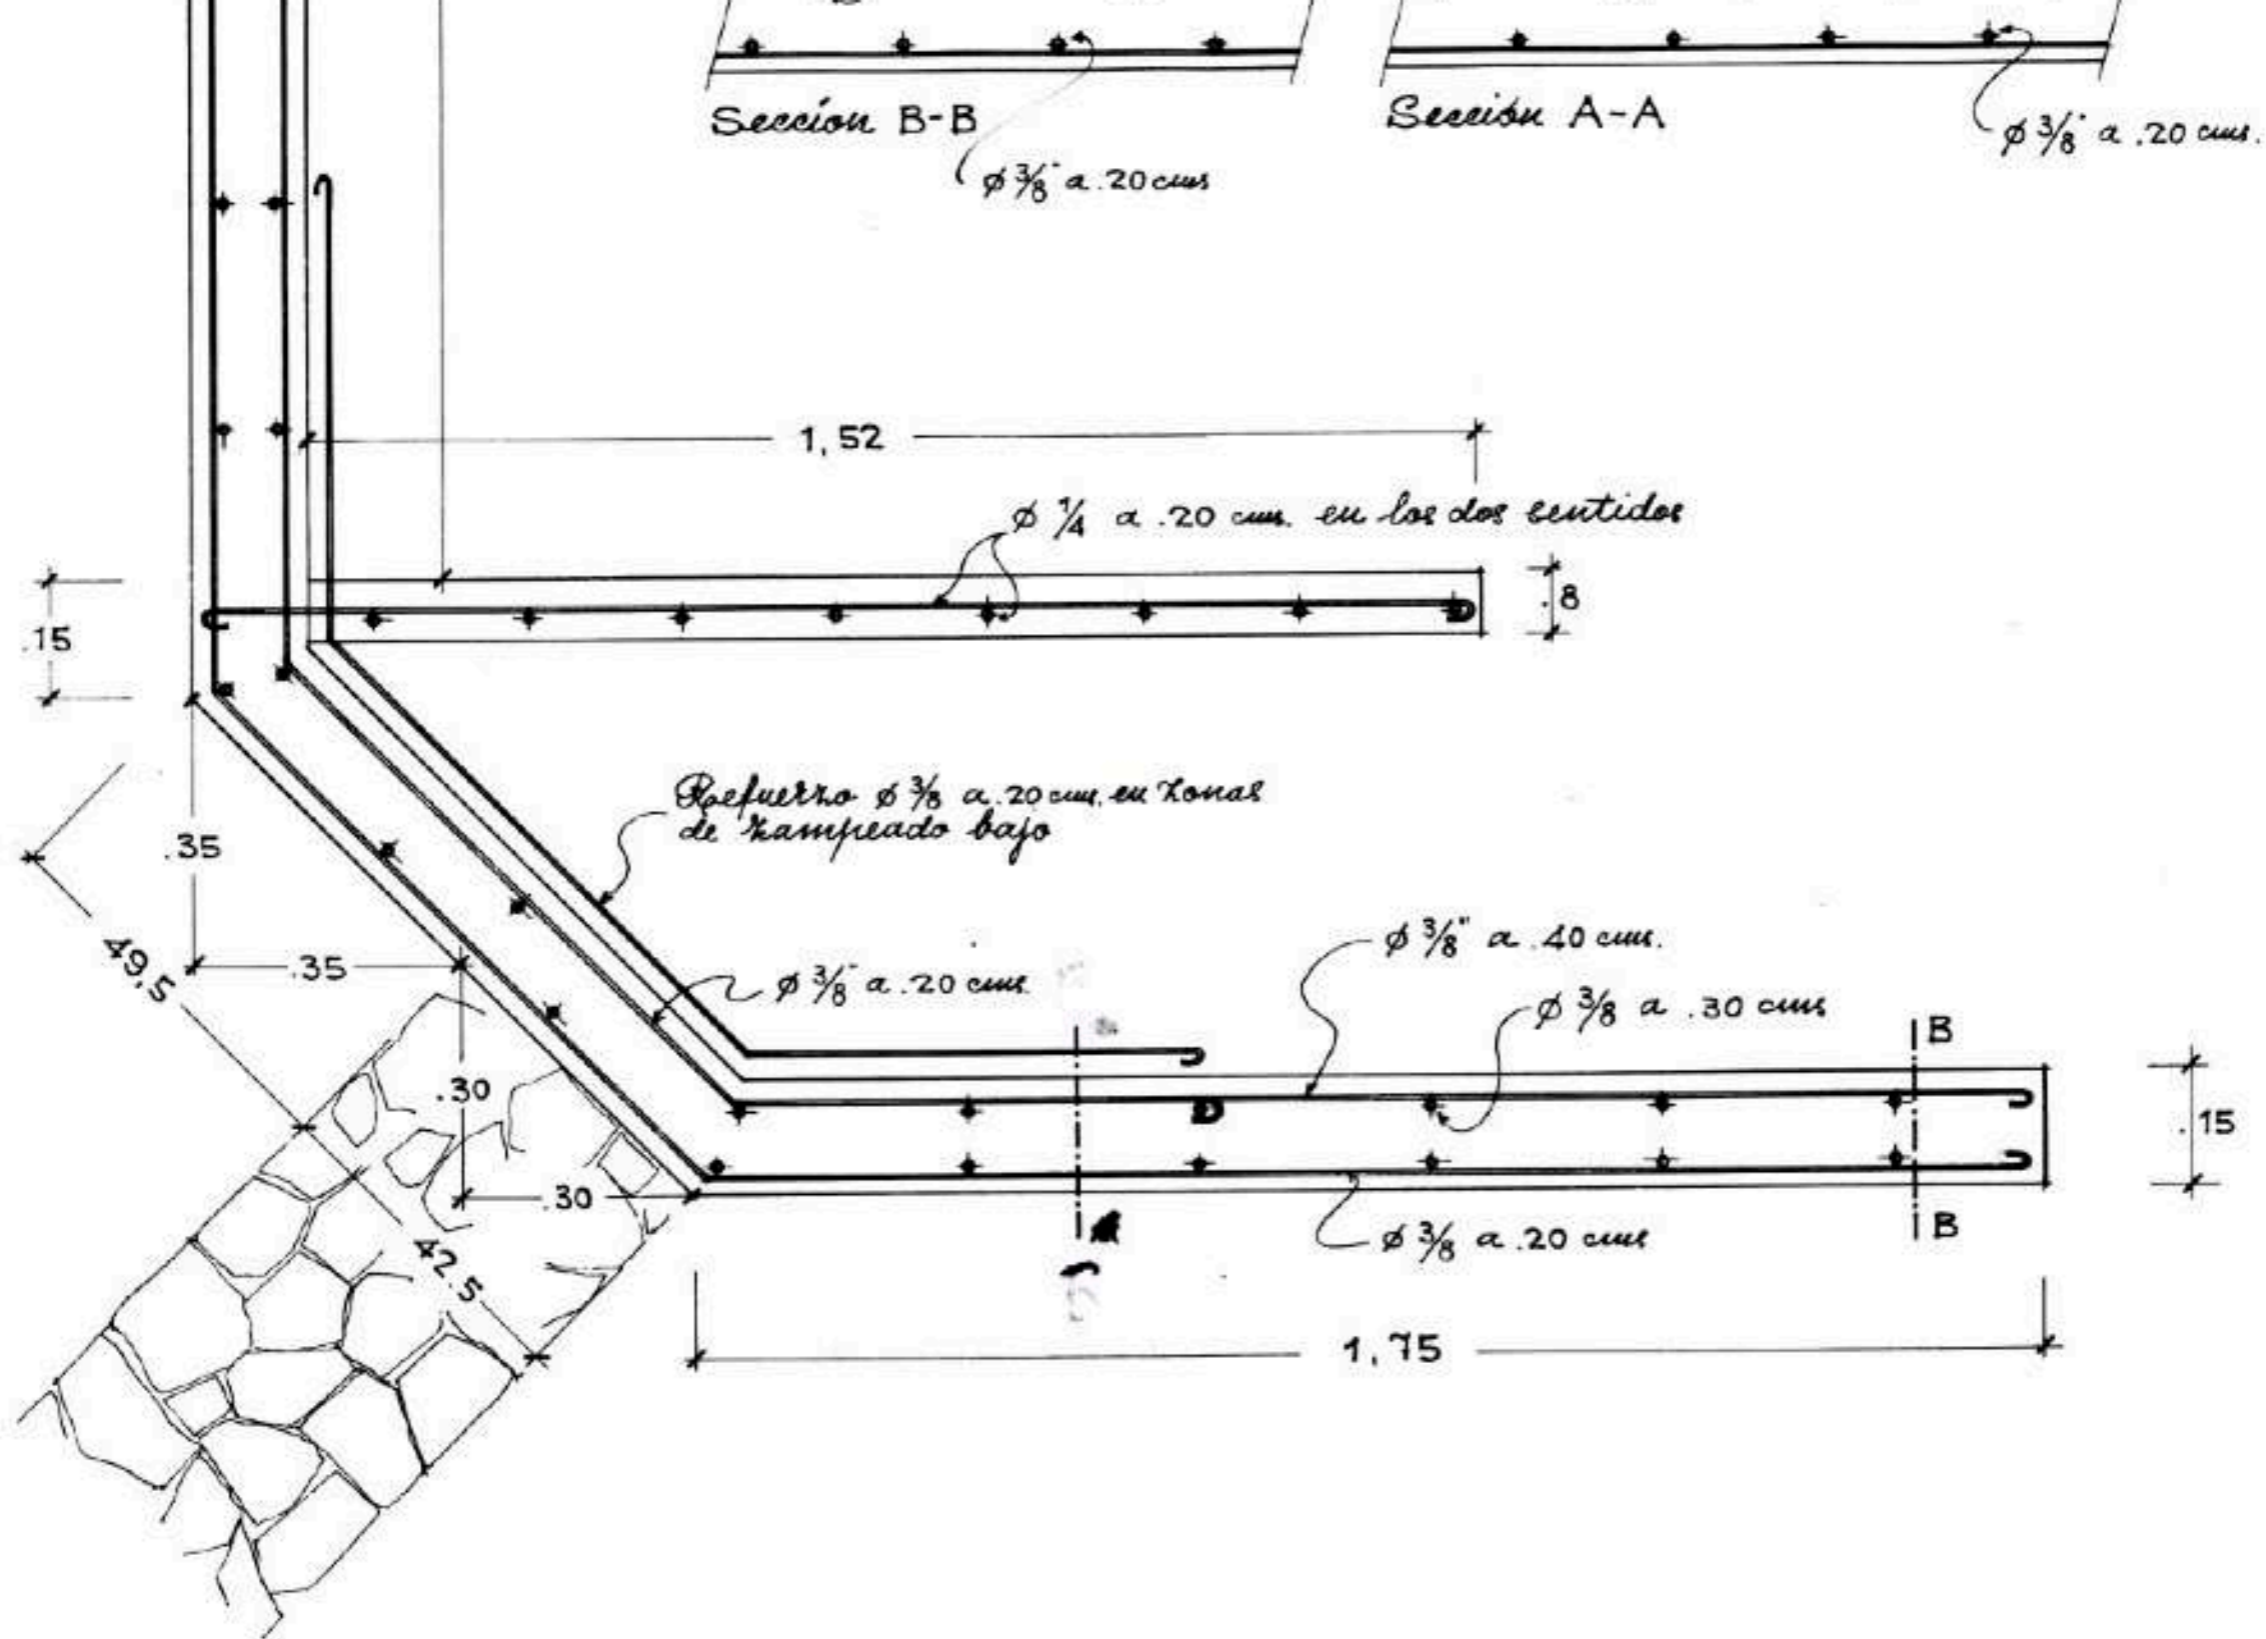 Sección B-B
Sección A-A
ø 3/8" a .20 cms.
ø 3/8" a .20 cms
1,52
ø 1/4 a .20 cms. en los dos sentidos
.8
.15
Refuerzo ø 3/8 a .20 cms. en zonas
de zampeado bajo
.35
ø 3/8" a .40 cms.
49,5
.35
ø 3/8" a .20 cms
ø 3/8 a .30 cms
B
.30
.15
.30
B
ø 3/8 a .20 cms
42.5
1,75